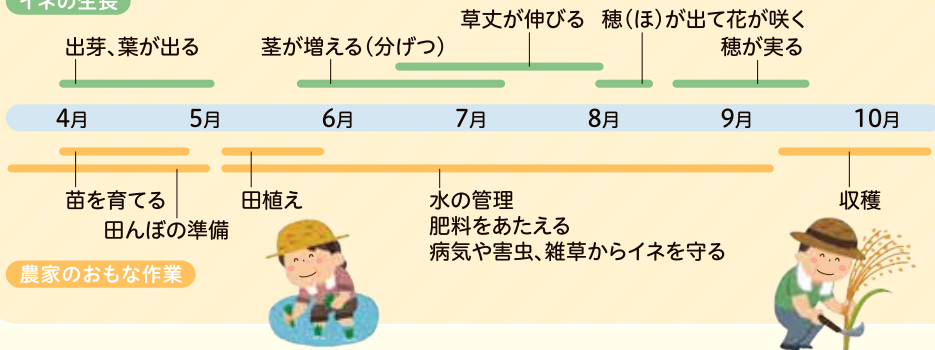 イネの生長
草丈が伸びる 穂(ほ)が出て花が咲く
出芽、葉が出る 茎が増える(分げつ) 穂が実る
4月 5月 6月 7月 8月 9月 10月
苗を育てる 田植え 水の管理 収穫
田んぼの準備 肥料をあたえる
病気や害虫、雑草からイネを守る
農家のおもな作業